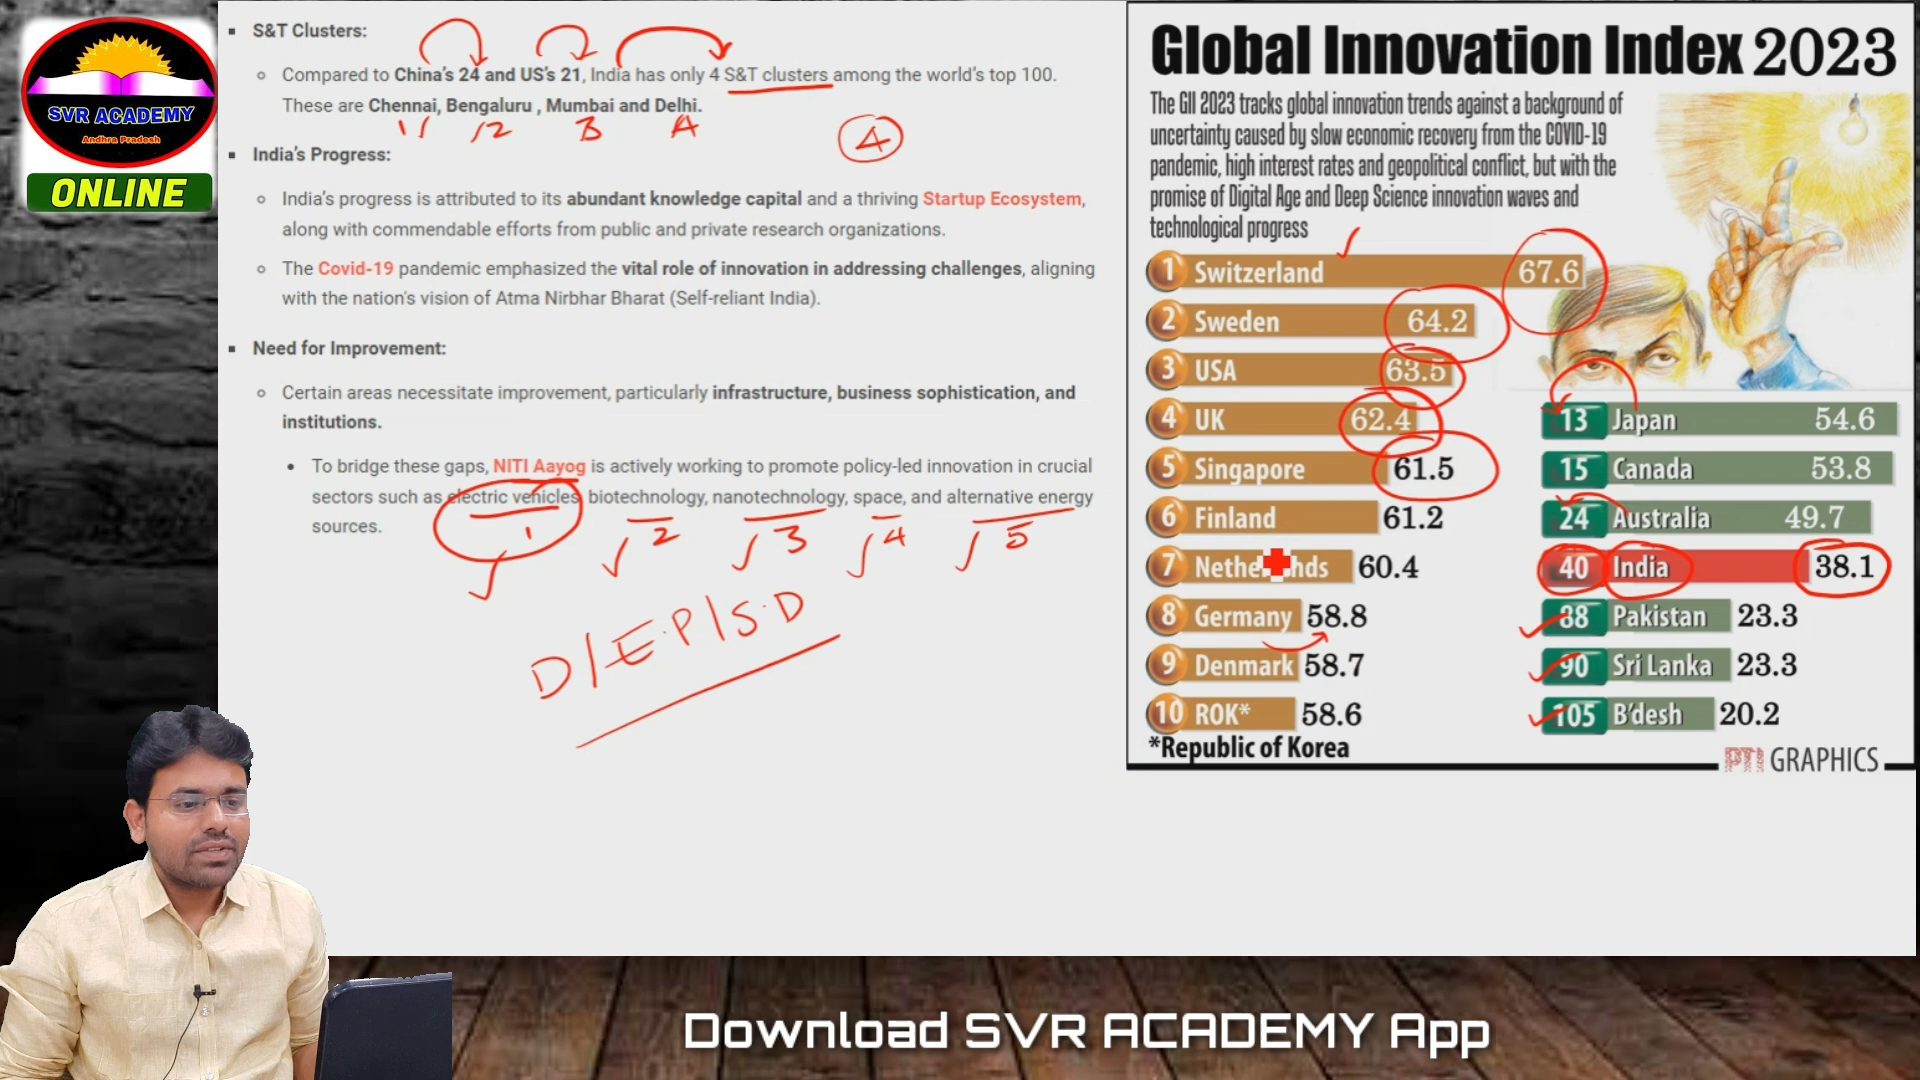 SVR ACADEMY
Andhra Pradesh
ONLINE
S&T Clusters:
Compared to China's 24 and US's 21, India has only 4 S&T clusters among the world's top 100.
These are Chennai, Bengaluru , Mumbai and Delhi.
1 2 3 4
4
India's Progress:
India's progress is attributed to its abundant knowledge capital and a thriving Startup Ecosystem,
along with commendable efforts from public and private research organizations.
The Covid-19 pandemic emphasized the vital role of innovation in addressing challenges, aligning
with the nation's vision of Atma Nirbhar Bharat (Self-reliant India).
Need for Improvement:
Certain areas necessitate improvement, particularly infrastructure, business sophistication, and
institutions.
To bridge these gaps, NITI Aayog is actively working to promote policy-led innovation in crucial
sectors such as electric vehicles, biotechnology, nanotechnology, space, and alternative energy
sources.
1 2 3 4 5
D/E.P/S.D
Global Innovation Index 2023
The GII 2023 tracks global innovation trends against a background of
uncertainty caused by slow economic recovery from the COVID-19
pandemic, high interest rates and geopolitical conflict, but with the
promise of Digital Age and Deep Science innovation waves and
technological progress
1 Switzerland 67.6
2 Sweden 64.2
3 USA 63.5
4 UK 62.4
5 Singapore 61.5
6 Finland 61.2
7 Netherlands 60.4
8 Germany 58.8
9 Denmark 58.7
10 ROK* 58.6
*Republic of Korea
13 Japan 54.6
15 Canada 53.8
24 Australia 49.7
40 India 38.1
88 Pakistan 23.3
90 Sri Lanka 23.3
105 B'desh 20.2
PTI GRAPHICS
Download SVR ACADEMY App